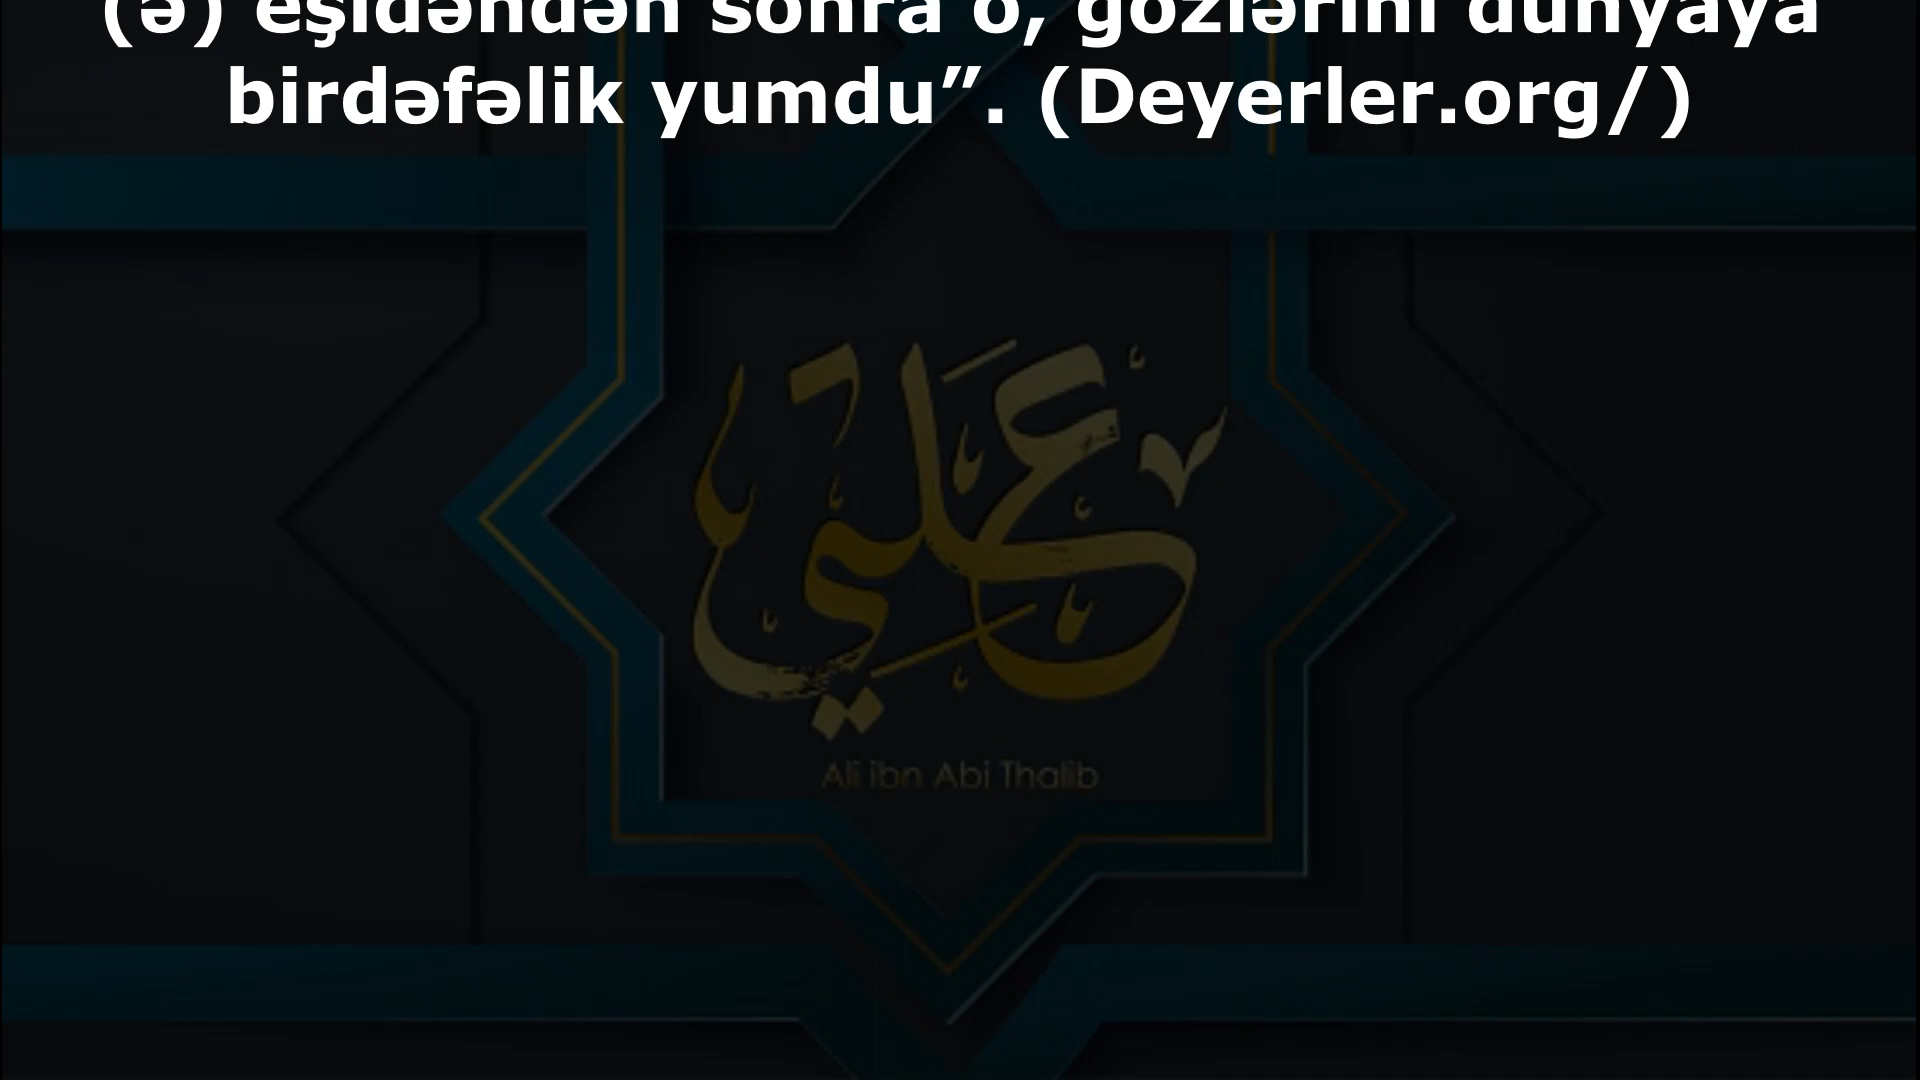 (ə) eşidəndən sonra o, gözlərini dünyaya
birdəfəlik yumdu”. (Deyerler.org/)
علي
Ali ibn Abi Thalib